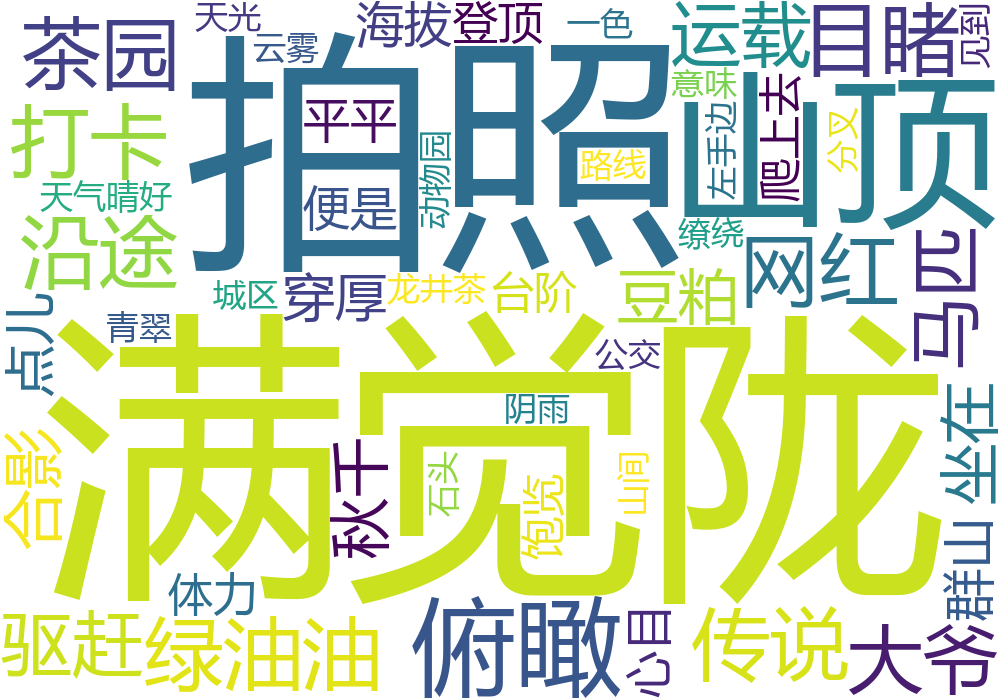 天光
海拔
登顶
一色
运载
目睹
见到
茶园
云雾
拍照
意味
山顶
平平
打卡
动物园
路线
左手边
爬上去
分叉
天气晴好
便是
沿途
缭绕
网红
马匹
城区
穿厚
龙井茶
台阶
豆粕
点儿
青翠
公交
满觉陇
阴雨
坐在
合影
秋千
石头
饱览
山间
体力
群山
驱赶
绿油油
俯瞰
心目
传说
大爷